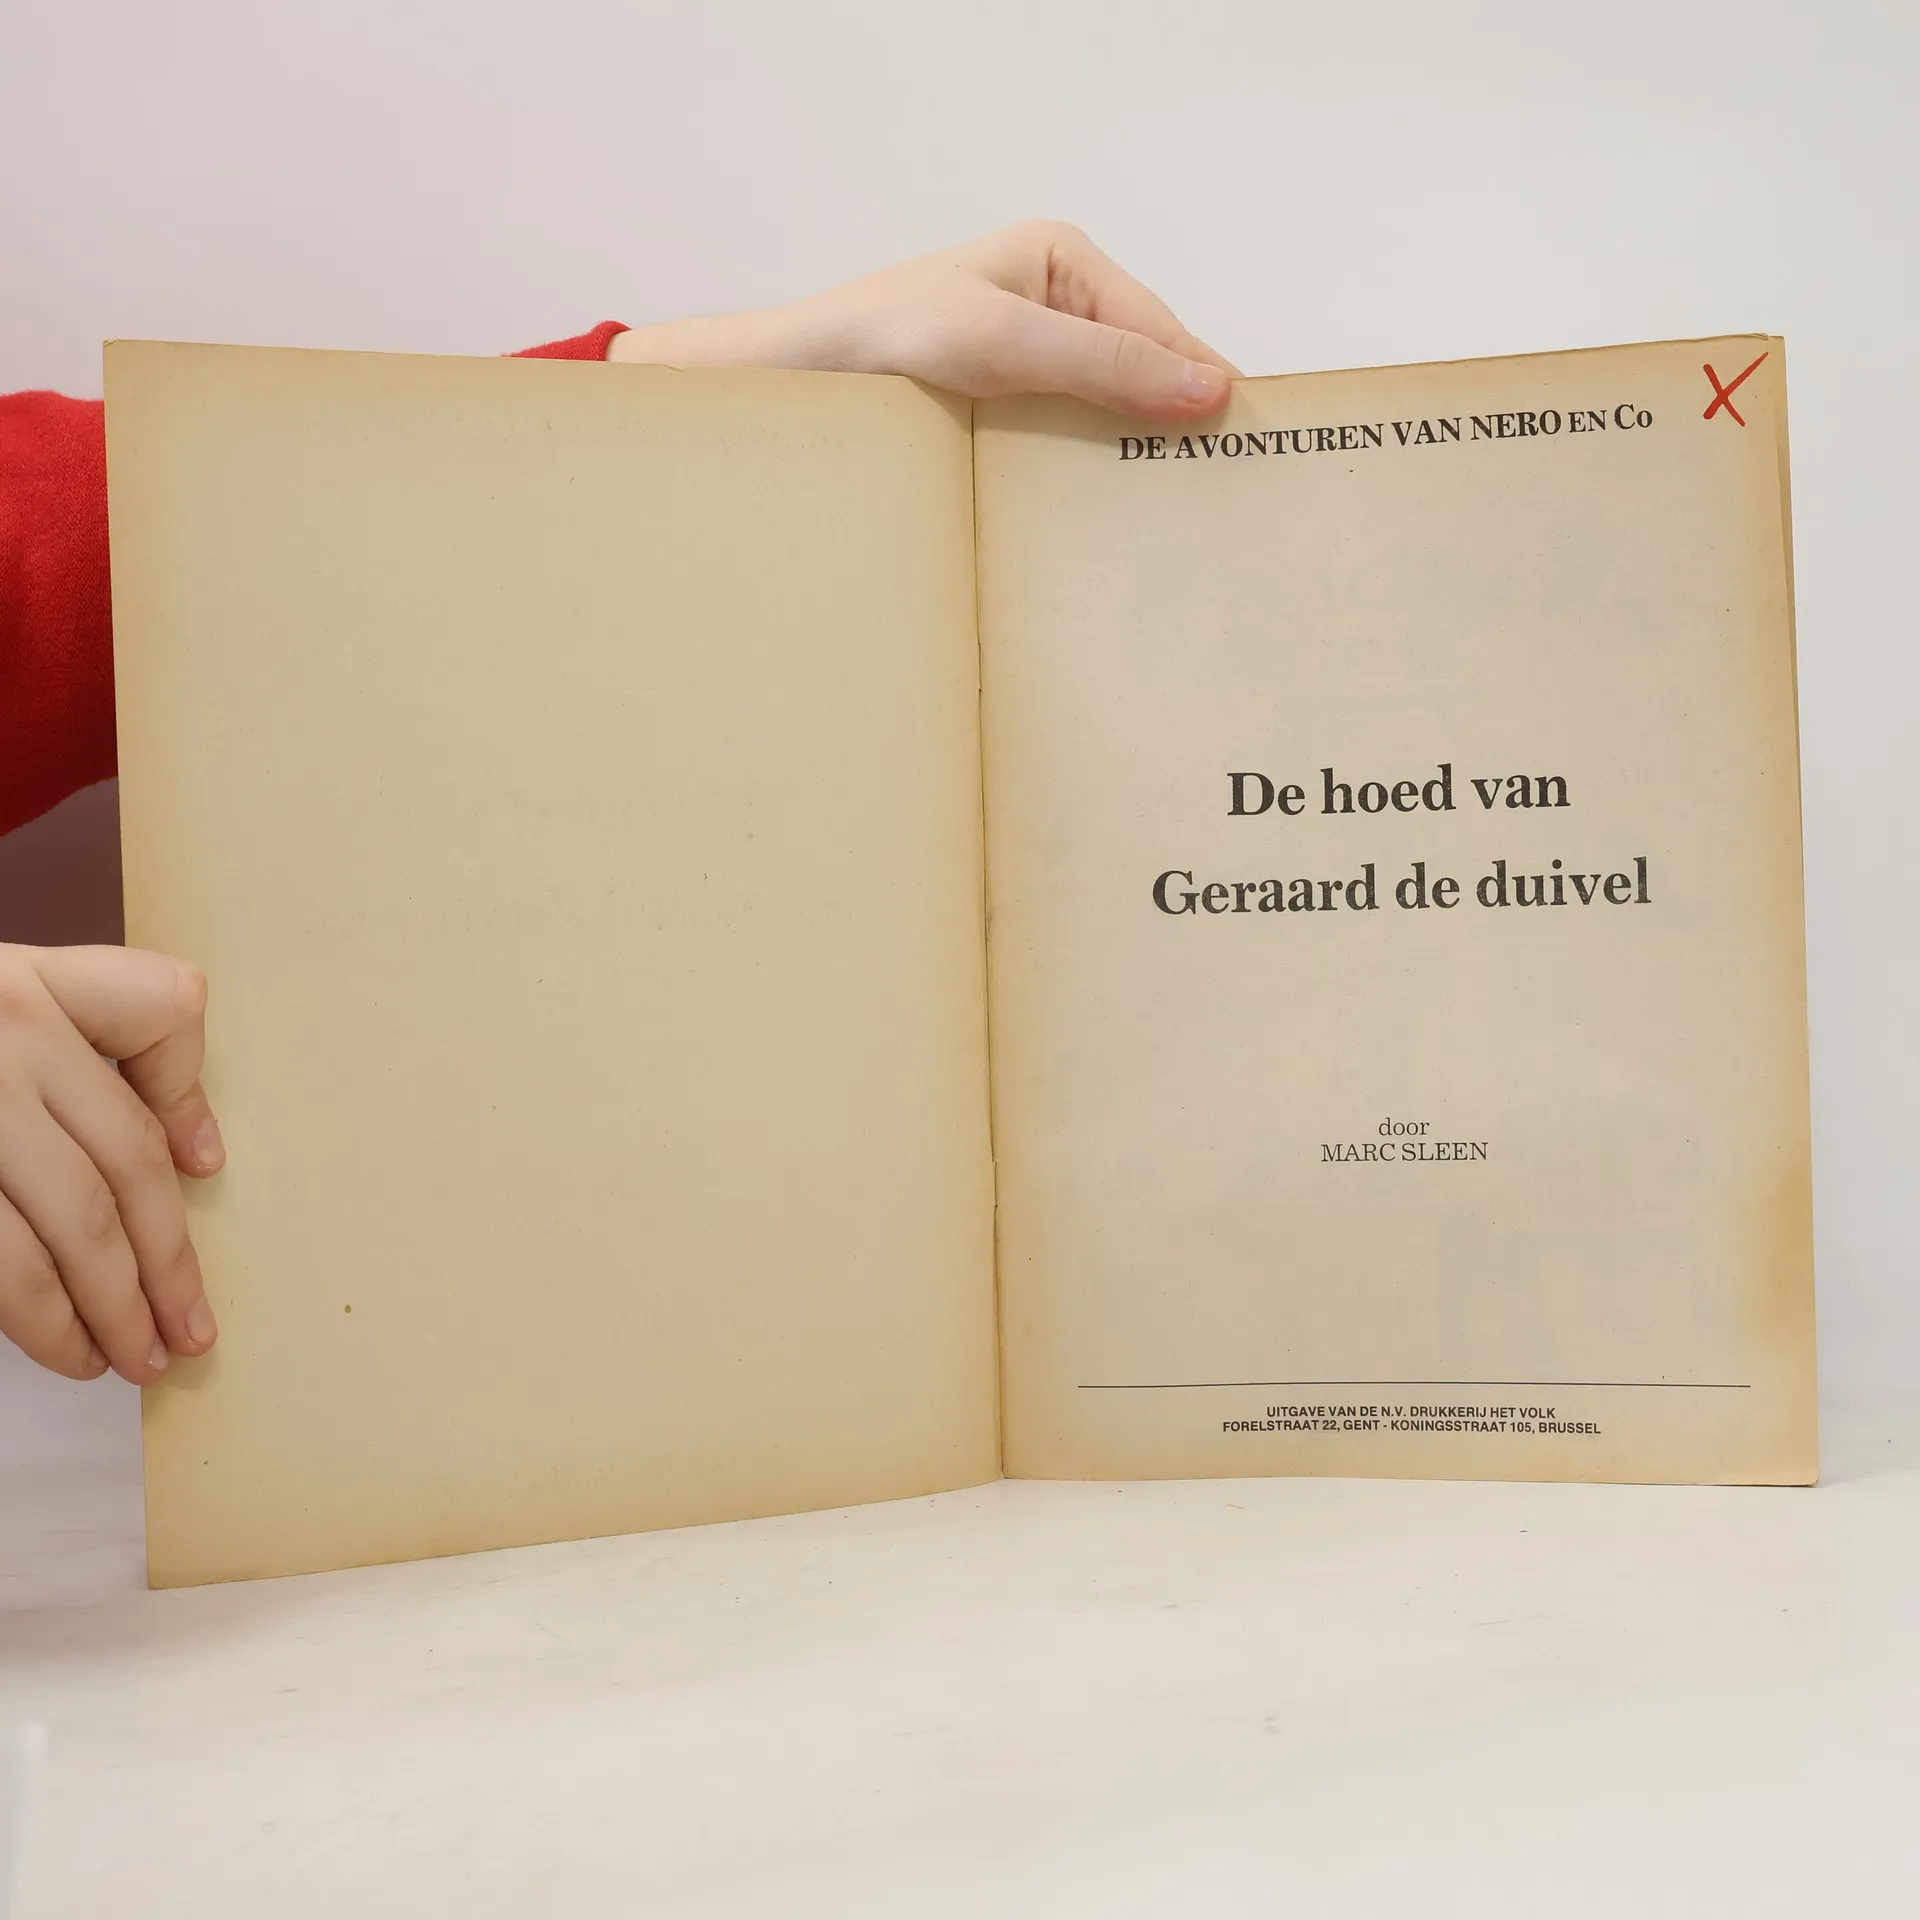 DE AVONTUREN VAN NERO EN Co
De hoed van
Geraard de duivel
door
MARC SLEEN
UITGAVE VAN DE N.V. DRUKKERIJ HET VOLK
FORELSTRAAT 22, GENT - KONINGSSTRAAT 105, BRUSSEL